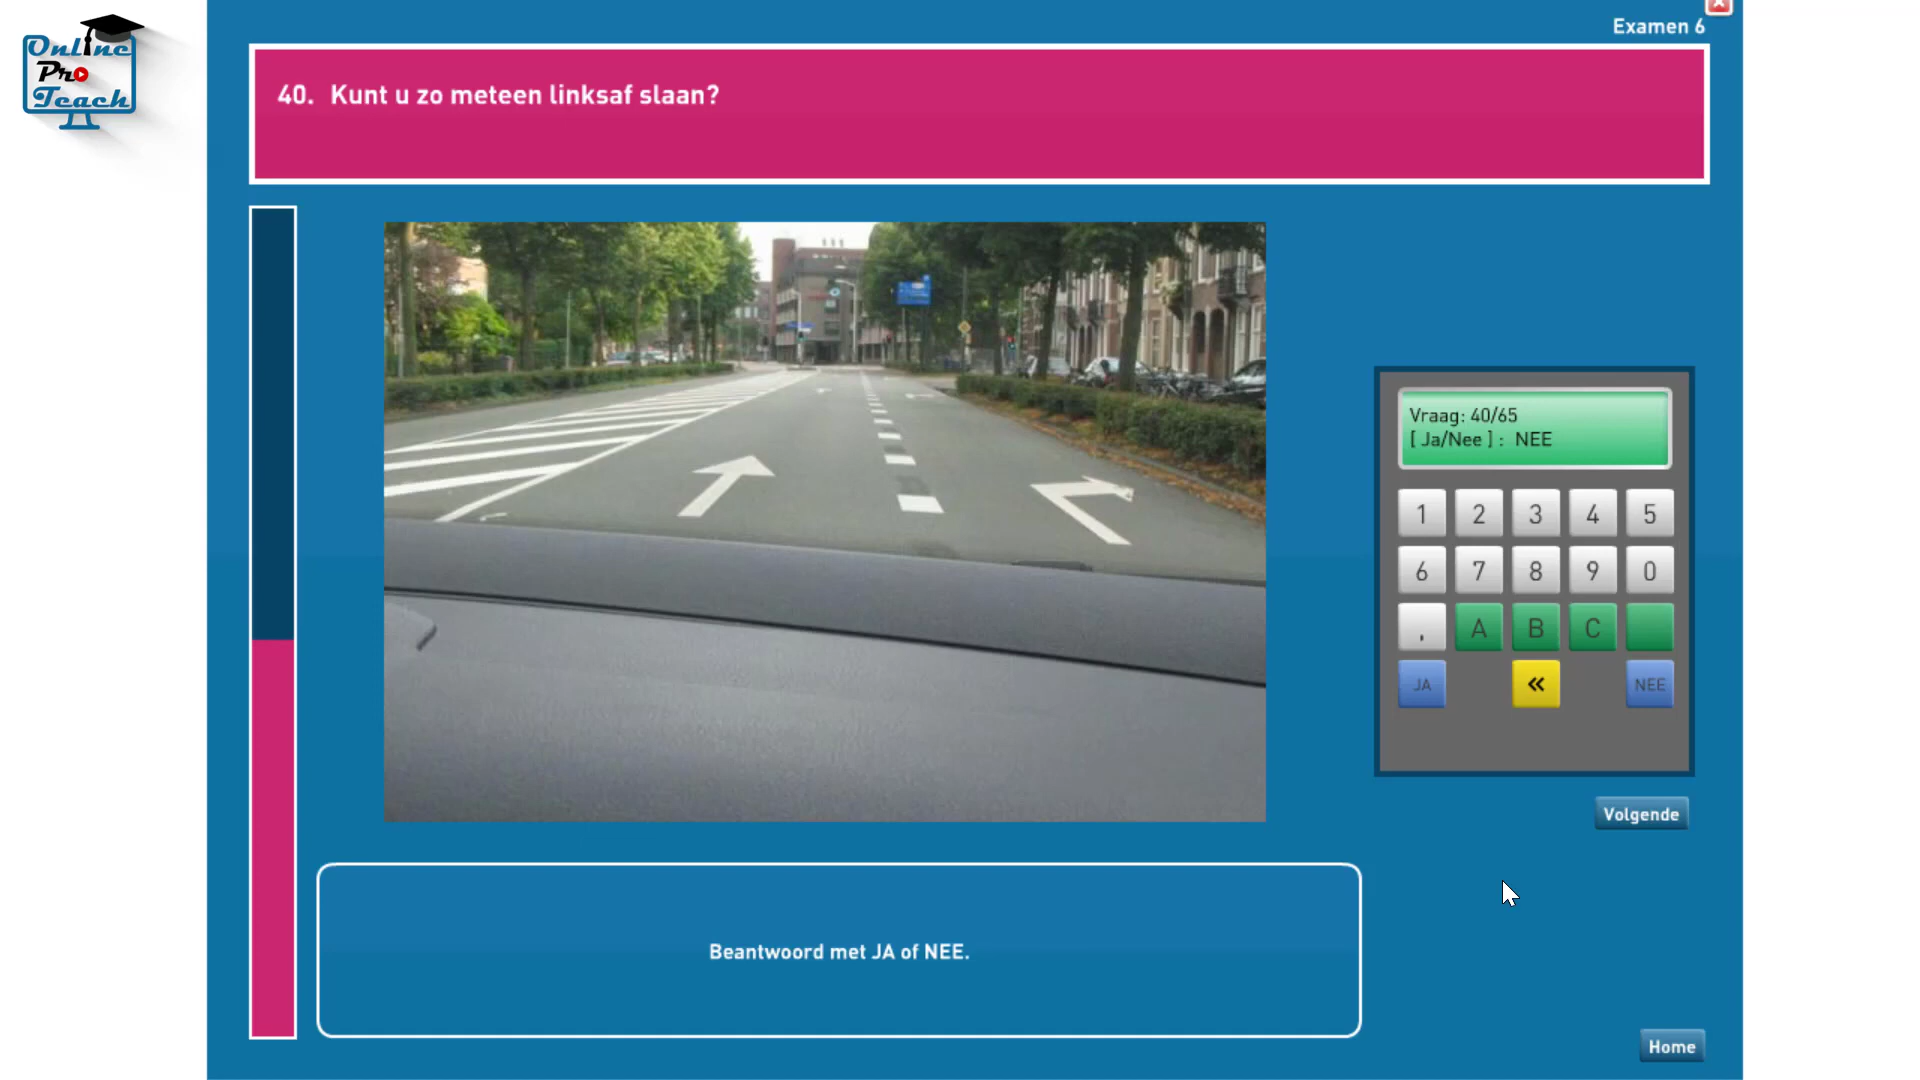 Online
Pro
Teach
Examen 6
40. Kunt u zo meteen linksaf slaan?
Vraag: 40/65
[ Ja/Nee ] : NEE
1 2 3 4 5
6 7 8 9 0
, A B C
JA « NEE
Volgende
Beantwoord met JA of NEE.
Home